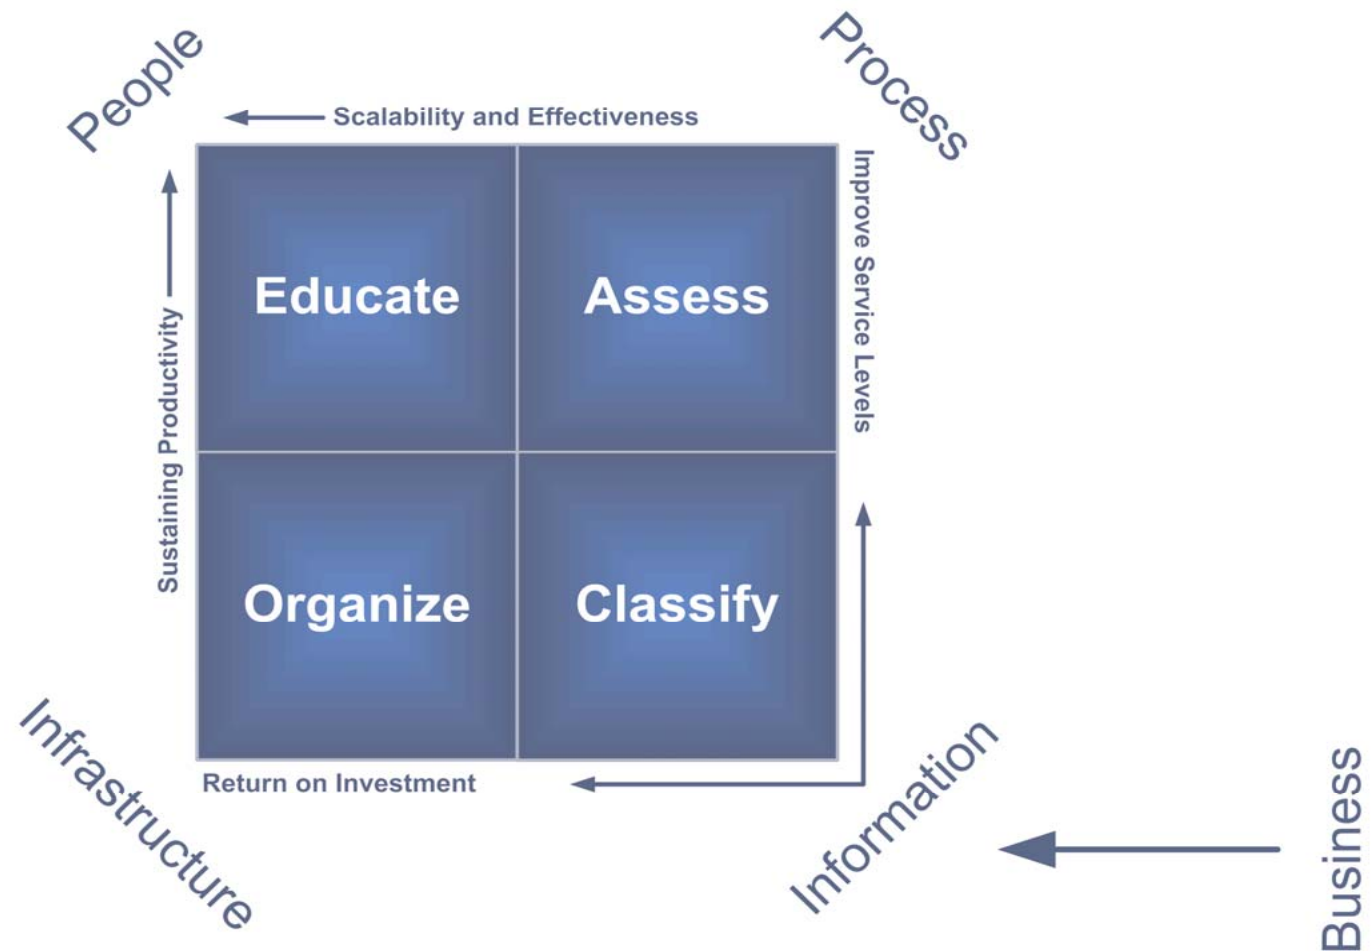 People
Process
Scalability and Effectiveness
Improve Service Levels
Educate
Assess
Sustaining Productivity
Organize
Classify
Return on Investment
Infrastructure
Information
Business